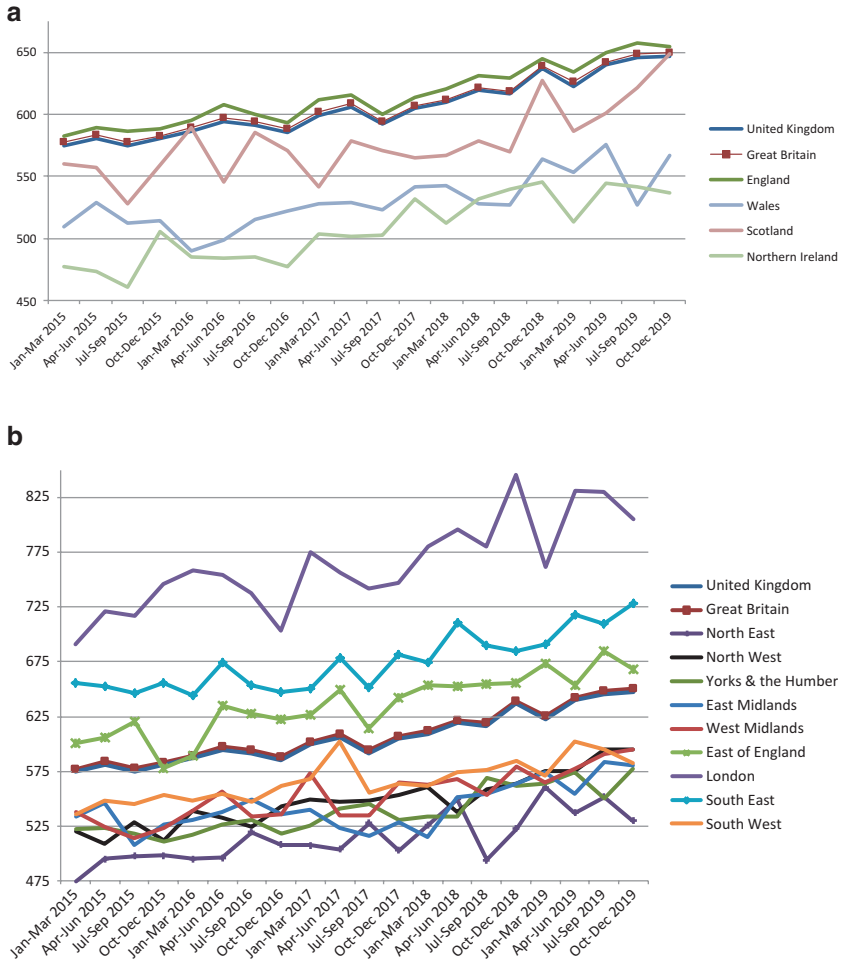 a
650
600
550
500
450
Jan-Mar 2015
Apr-Jun 2015
Jul-Sep 2015
Oct-Dec 2015
Jan-Mar 2016
Apr-Jun 2016
Jul-Sep 2016
Oct-Dec 2016
Jan-Mar 2017
Apr-Jun 2017
Jul-Sep 2017
Oct-Dec 2017
Jan-Mar 2018
Apr-Jun 2018
Jul-Sep 2018
Oct-Dec 2018
Jan-Mar 2019
Apr-Jun 2019
Jul-Sep 2019
Oct-Dec 2019
United Kingdom
Great Britain
England
Wales
Scotland
Northern Ireland
b
825
775
725
675
625
575
525
475
Jan-Mar 2015
Apr-Jun 2015
Jul-Sep 2015
Oct-Dec 2015
Jan-Mar 2016
Apr-Jun 2016
Jul-Sep 2016
Oct-Dec 2016
Jan-Mar 2017
Apr-Jun 2017
Jul-Sep 2017
Oct-Dec 2017
Jan-Mar 2018
Apr-Jun 2018
Jul-Sep 2018
Oct-Dec 2018
Jan-Mar 2019
Apr-Jun 2019
Jul-Sep 2019
Oct-Dec 2019
United Kingdom
Great Britain
North East
North West
Yorks & the Humber
East Midlands
West Midlands
East of England
London
South East
South West